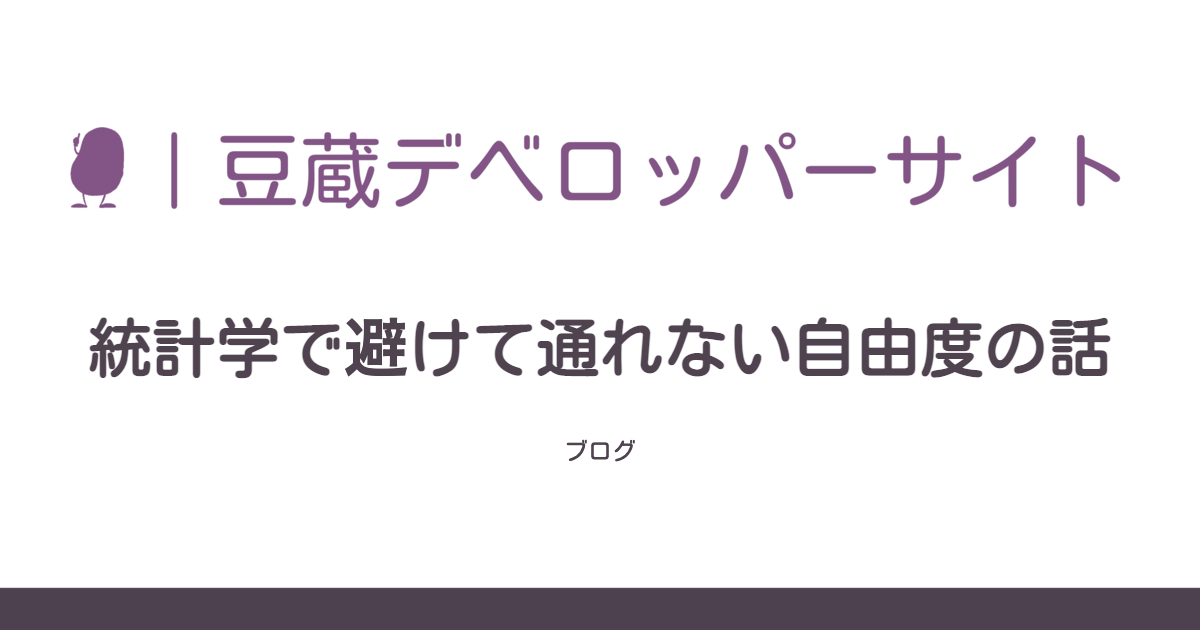 豆蔵デベロッパーサイト
統計学で避けて通れない自由度の話
ブログ